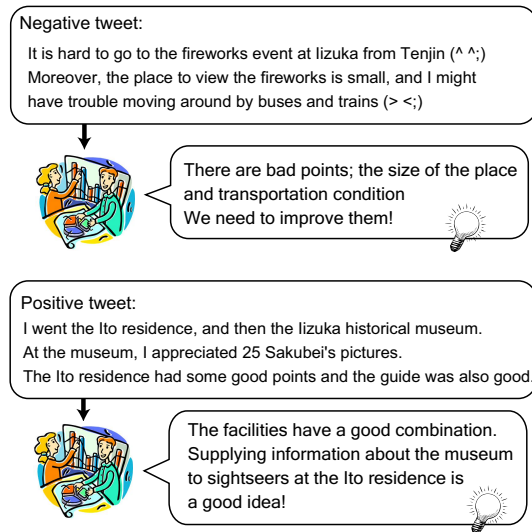 Negative tweet:
It is hard to go to the fireworks event at Iizuka from Tenjin (^ ^;)
Moreover, the place to view the fireworks is small, and I might
have trouble moving around by buses and trains (> <;)
There are bad points; the size of the place
and transportation condition
We need to improve them!
Positive tweet:
I went the Ito residence, and then the Iizuka historical museum.
At the museum, I appreciated 25 Sakubei's pictures.
The Ito residence had some good points and the guide was also good.
The facilities have a good combination.
Supplying information about the museum
to sightseers at the Ito residence is
a good idea!